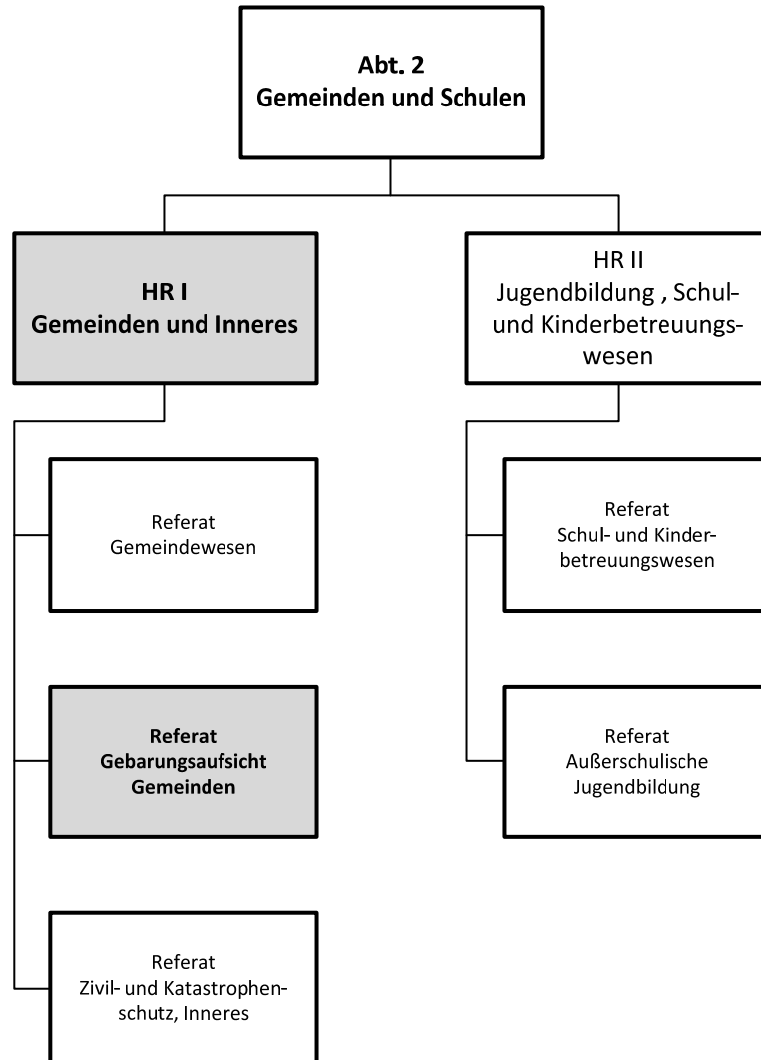 Abt. 2
Gemeinden und Schulen
HR I
Gemeinden und Inneres
HR II
Jugendbildung , Schul-
und Kinderbetreuungs-
wesen
Referat
Gemeindewesen
Referat
Schul- und Kinder-
betreuungswesen
Referat
Gebarungsaufsicht
Gemeinden
Referat
Außerschulische
Jugendbildung
Referat
Zivil- und Katastrophen-
schutz, Inneres